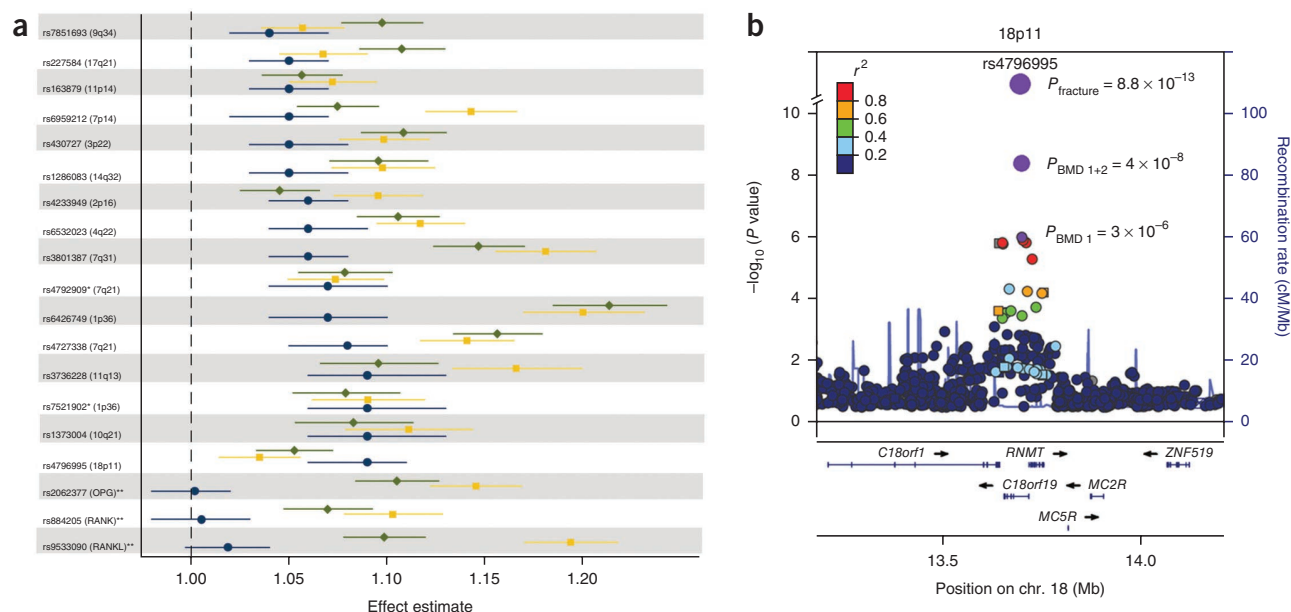 a
rs7851693 (9q34)
rs227584 (17q21)
rs163879 (11p14)
rs6959212 (7p14)
rs430727 (3p22)
rs1286083 (14q32)
rs4233949 (2p16)
rs6532023 (4q22)
rs3801387 (7q31)
rs4792909* (7q21)
rs6426749 (1p36)
rs4727338 (7q21)
rs3736228 (11q13)
rs7521902* (1p36)
rs1373004 (10q21)
rs4796995 (18p11)
rs2062377 (OPG)**
rs884205 (RANK)**
rs9533090 (RANKL)**
1.00 1.05 1.10 1.15 1.20
Effect estimate
b
18p11
rs4796995
r²
0.8
0.6
0.4
0.2
P fracture = 8.8 × 10⁻¹³
P BMD 1+2 = 4 × 10⁻⁸
P BMD 1 = 3 × 10⁻⁶
10
8
6
4
2
0
–log₁₀ (P value)
100
80
60
40
20
0
Recombination rate (cM/Mb)
C18orf1 RNMT ZNF519
C18orf19 MC2R
MC5R
13.5 14.0
Position on chr. 18 (Mb)